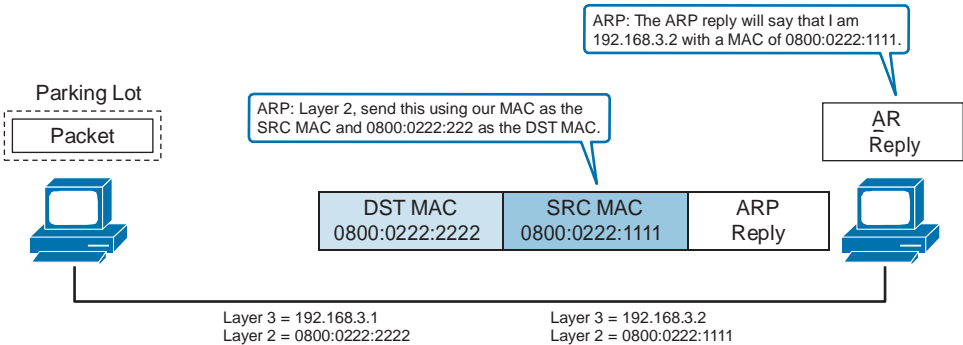 ARP: The ARP reply will say that I am
192.168.3.2 with a MAC of 0800:0222:1111.
Parking Lot
Packet
ARP: Layer 2, send this using our MAC as the
SRC MAC and 0800:0222:222 as the DST MAC.
AR
Reply
DST MAC
0800:0222:2222
SRC MAC
0800:0222:1111
ARP
Reply
Layer 3 = 192.168.3.1
Layer 2 = 0800:0222:2222
Layer 3 = 192.168.3.2
Layer 2 = 0800:0222:1111